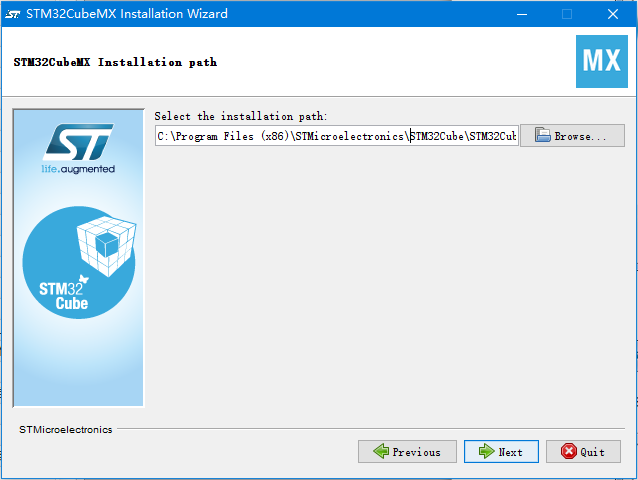 STM32CubeMX Installation Wizard
STM32CubeMX Installation path
MX
Select the installation path:
C:\Program Files (x86)\STMicroelectronics\STM32Cube\STM32Cub
Browse...
ST
life.augmented
STM32
Cube
STMicroelectronics
Previous
Next
Quit